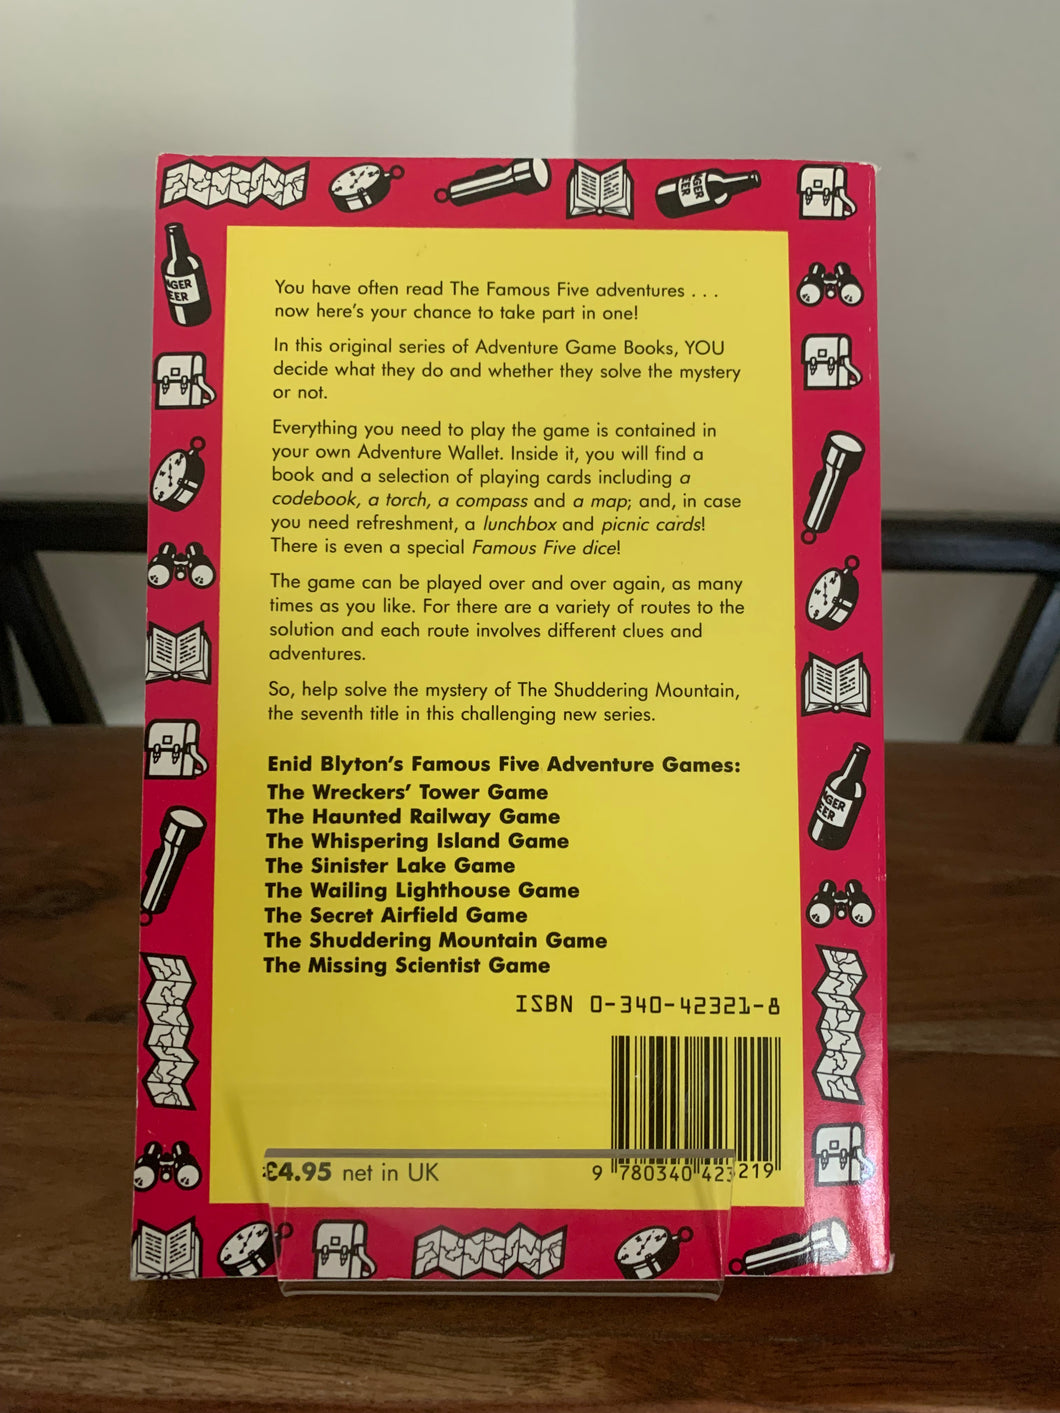 You have often read The Famous Five adventures . . .
now here's your chance to take part in one!
In this original series of Adventure Game Books, YOU
decide what they do and whether they solve the mystery
or not.
Everything you need to play the game is contained in
your own Adventure Wallet. Inside it, you will find a
book and a selection of playing cards including a
codebook, a torch, a compass and a map; and, in case
you need refreshment, a lunchbox and picnic cards!
There is even a special Famous Five dice!
The game can be played over and over again, as many
times as you like. For there are a variety of routes to the
solution and each route involves different clues and
adventures.
So, help solve the mystery of The Shuddering Mountain,
the seventh title in this challenging new series.
Enid Blyton's Famous Five Adventure Games:
The Wreckers' Tower Game
The Haunted Railway Game
The Whispering Island Game
The Sinister Lake Game
The Wailing Lighthouse Game
The Secret Airfield Game
The Shuddering Mountain Game
The Missing Scientist Game
ISBN 0-340-42321-8
£4.95 net in UK
9 780340 423219